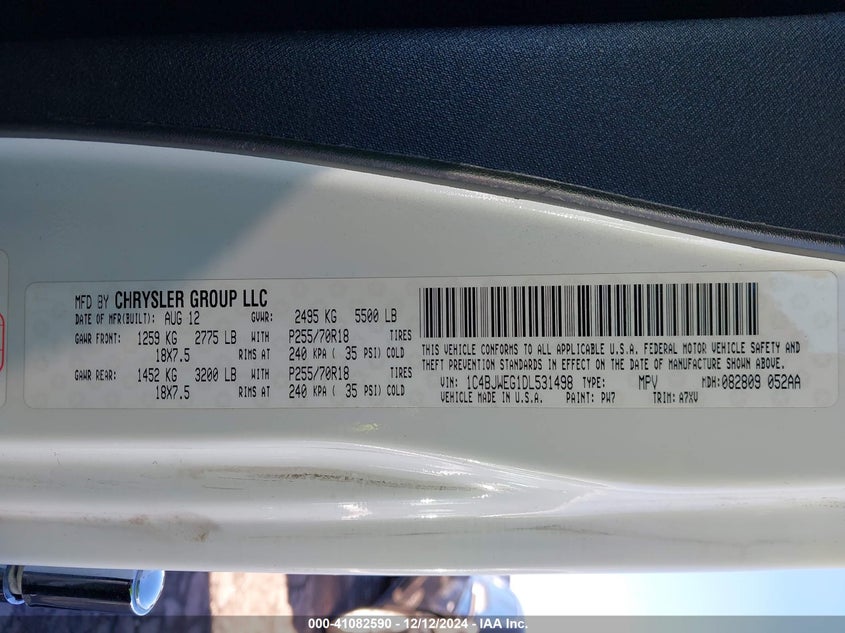 MFD BY CHRYSLER GROUP LLC
DATE OF MFR(BUILT): AUG 12 GVWR: 2495 KG 5500 LB
GAWR FRONT: 1259 KG 2775 LB WITH P255/70R18 TIRES
18X7.5 RIMS AT 240 KPA ( 35 PSI) COLD
GAWR REAR: 1452 KG 3200 LB WITH P255/70R18 TIRES
18X7.5 RIMS AT 240 KPA ( 35 PSI) COLD
THIS VEHICLE CONFORMS TO ALL APPLICABLE U.S.A. FEDERAL MOTOR VEHICLE SAFETY AND
THEFT PREVENTION STANDARDS IN EFFECT ON THE DATE OF MANUFACTURE SHOWN ABOVE.
VIN: 1C4BJWEG1DL531498 TYPE: MPV MDH: 082809 052AA
VEHICLE MADE IN U.S.A. PAINT: PW7 TRIM: A7XV
000-41082590 - 12/12/2024 - IAA Inc.